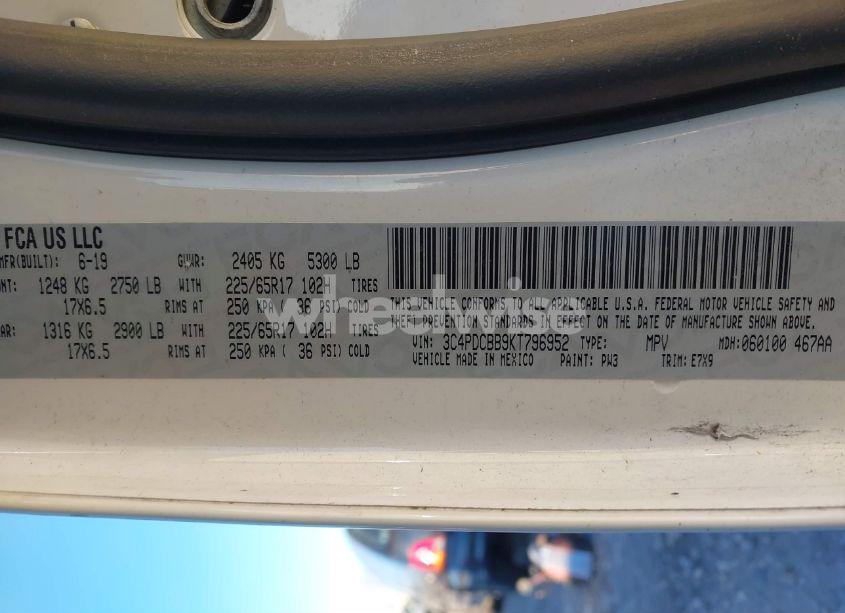 FCA US LLC
MFR(BUILT): 6-19 GVWR: 2405 KG 5300 LB
NT: 1248 KG 2750 LB WITH 225/65R17 102H TIRES
17X6.5 RIMS AT 250 KPA ( 36 PSI) COLD
AR: 1316 KG 2900 LB WITH 225/65R17 102H TIRES
17X6.5 RIMS AT 250 KPA ( 36 PSI) COLD
THIS VEHICLE CONFORMS TO ALL APPLICABLE U.S.A. FEDERAL MOTOR VEHICLE SAFETY AND
THEFT PREVENTION STANDARDS IN EFFECT ON THE DATE OF MANUFACTURE SHOWN ABOVE.
VIN: 3C4PDCBB9KT796952 TYPE: MPV MDH: 060100 467AA
VEHICLE MADE IN MEXICO PAINT: PW3 TRIM: E7X9
wheelwire